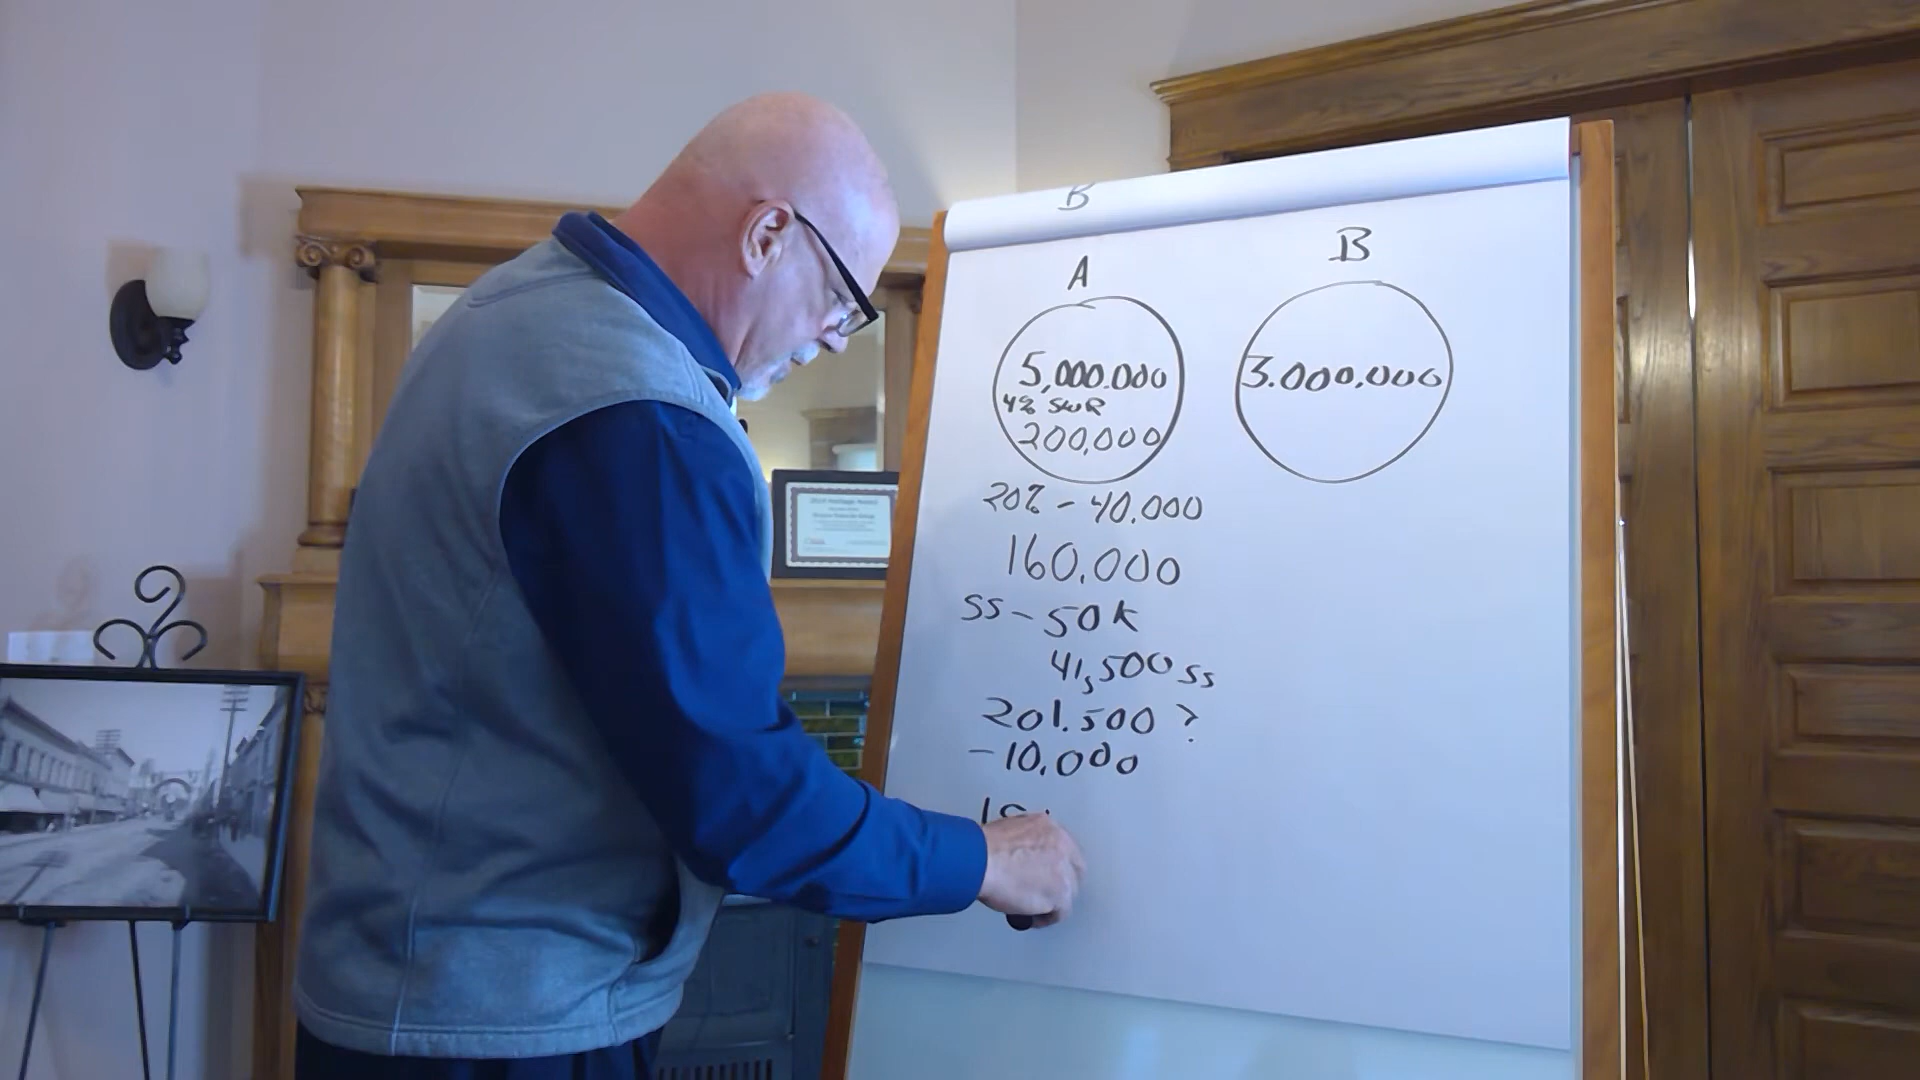 B
A
B
5,000.000
4% SWR
200,000
3.000,000
20% - 40.000
160.000
SS - 50K
41,500 SS
201.500 ?
- 10,000